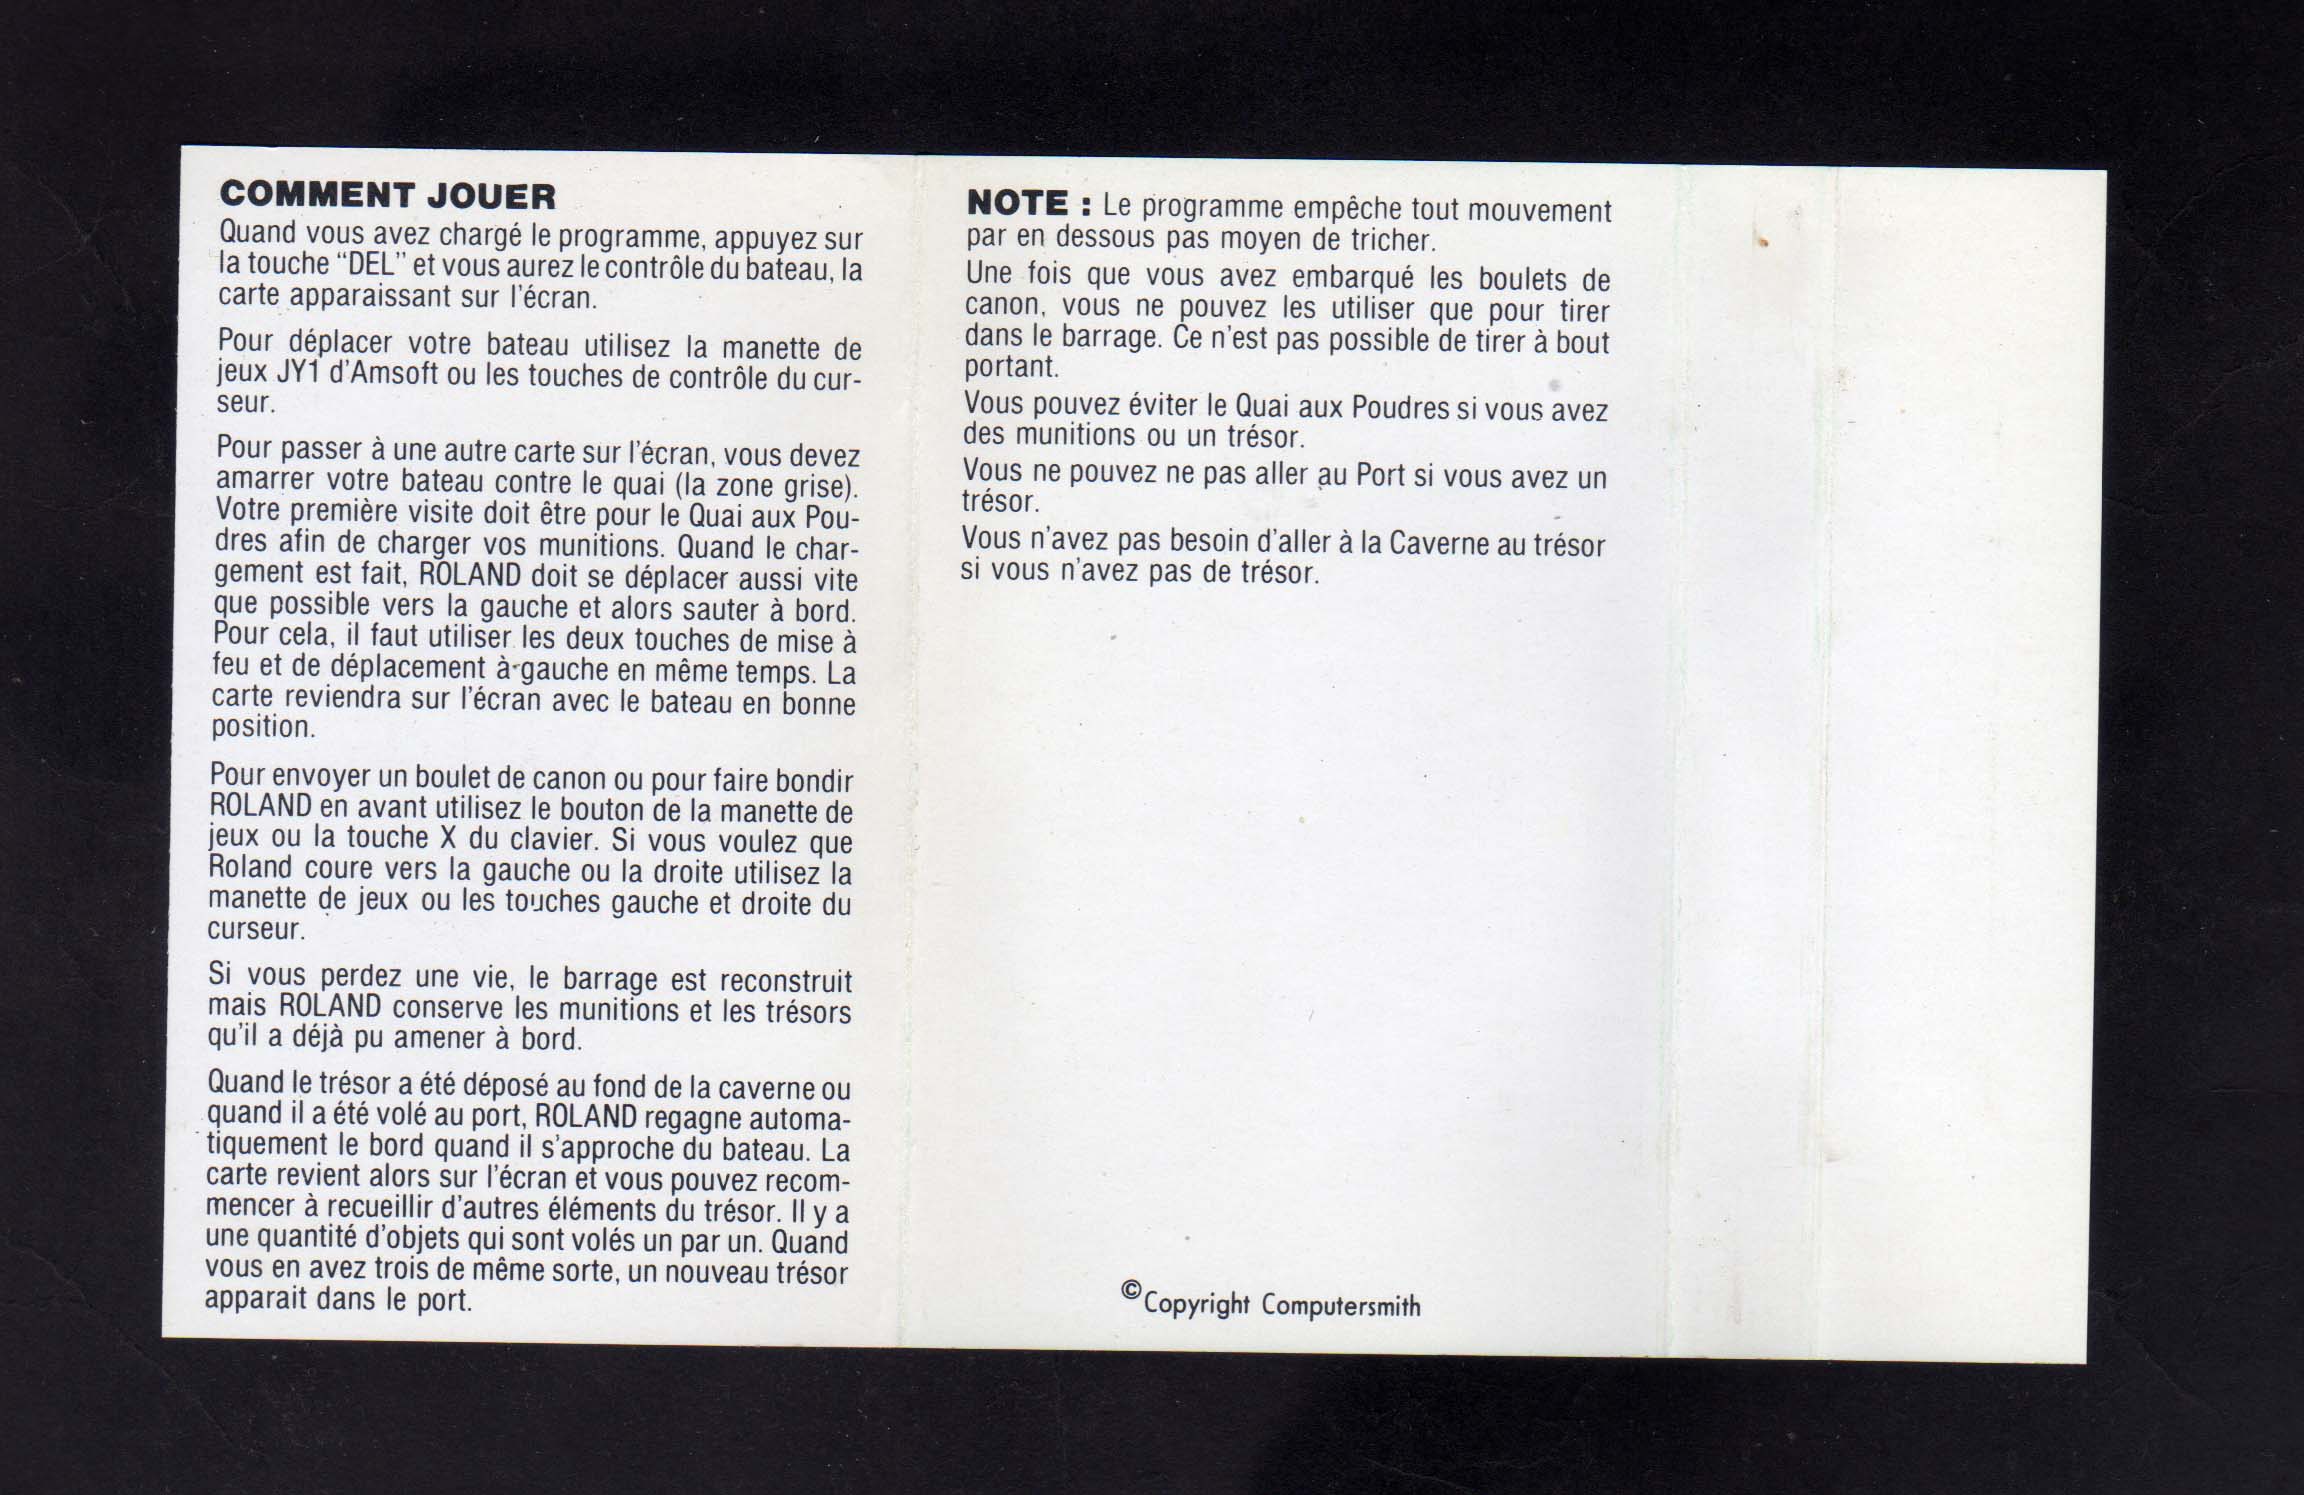 COMMENT JOUER
Quand vous avez chargé le programme, appuyez sur
la touche “DEL” et vous aurez le contrôle du bateau, la
carte apparaissant sur l'écran.
Pour déplacer votre bateau utilisez la manette de
jeux JY1 d'Amsoft ou les touches de contrôle du cur-
seur.
Pour passer à une autre carte sur l'écran, vous devez
amarrer votre bateau contre le quai (la zone grise).
Votre première visite doit être pour le Quai aux Pou-
dres afin de charger vos munitions. Quand le char-
gement est fait, ROLAND doit se déplacer aussi vite
que possible vers la gauche et alors sauter à bord.
Pour cela, il faut utiliser les deux touches de mise à
feu et de déplacement à gauche en même temps. La
carte reviendra sur l'écran avec le bateau en bonne
position.
Pour envoyer un boulet de canon ou pour faire bondir
ROLAND en avant utilisez le bouton de la manette de
jeux ou la touche X du clavier. Si vous voulez que
Roland coure vers la gauche ou la droite utilisez la
manette de jeux ou les touches gauche et droite du
curseur.
Si vous perdez une vie, le barrage est reconstruit
mais ROLAND conserve les munitions et les trésors
qu'il a déjà pu amener à bord.
Quand le trésor a été déposé au fond de la caverne ou
quand il a été volé au port, ROLAND regagne automa-
tiquement le bord quand il s'approche du bateau. La
carte revient alors sur l'écran et vous pouvez recom-
mencer à recueillir d'autres éléments du trésor. Il y a
une quantité d'objets qui sont volés un par un. Quand
vous en avez trois de même sorte, un nouveau trésor
apparait dans le port.
NOTE : Le programme empêche tout mouvement
par en dessous pas moyen de tricher.
Une fois que vous avez embarqué les boulets de
canon, vous ne pouvez les utiliser que pour tirer
dans le barrage. Ce n'est pas possible de tirer à bout
portant.
Vous pouvez éviter le Quai aux Poudres si vous avez
des munitions ou un trésor.
Vous ne pouvez ne pas aller au Port si vous avez un
trésor.
Vous n'avez pas besoin d'aller à la Caverne au trésor
si vous n'avez pas de trésor.
© Copyright Computersmith